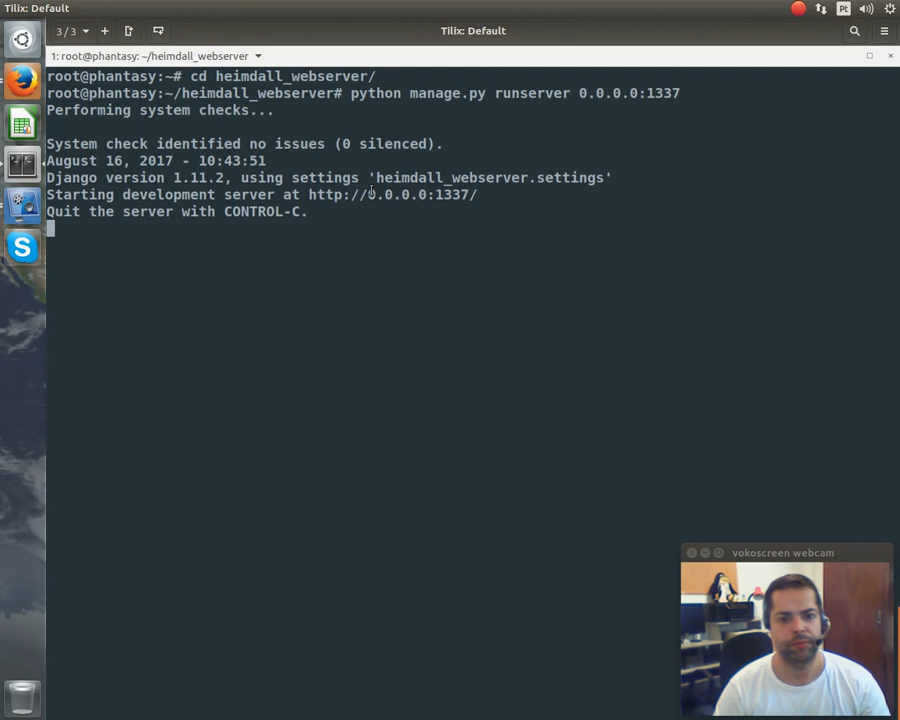 Tilix: Default
Pt
3/3
Tilix: Default
1: root@phantasy: ~/heimdall_webserver
root@phantasy:~# cd heimdall_webserver/
root@phantasy:~/heimdall_webserver# python manage.py runserver 0.0.0.0:1337
Performing system checks...
System check identified no issues (0 silenced).
August 16, 2017 - 10:43:51
Django version 1.11.2, using settings 'heimdall_webserver.settings'
Starting development server at http://0.0.0.0:1337/
Quit the server with CONTROL-C.
vokoscreen webcam